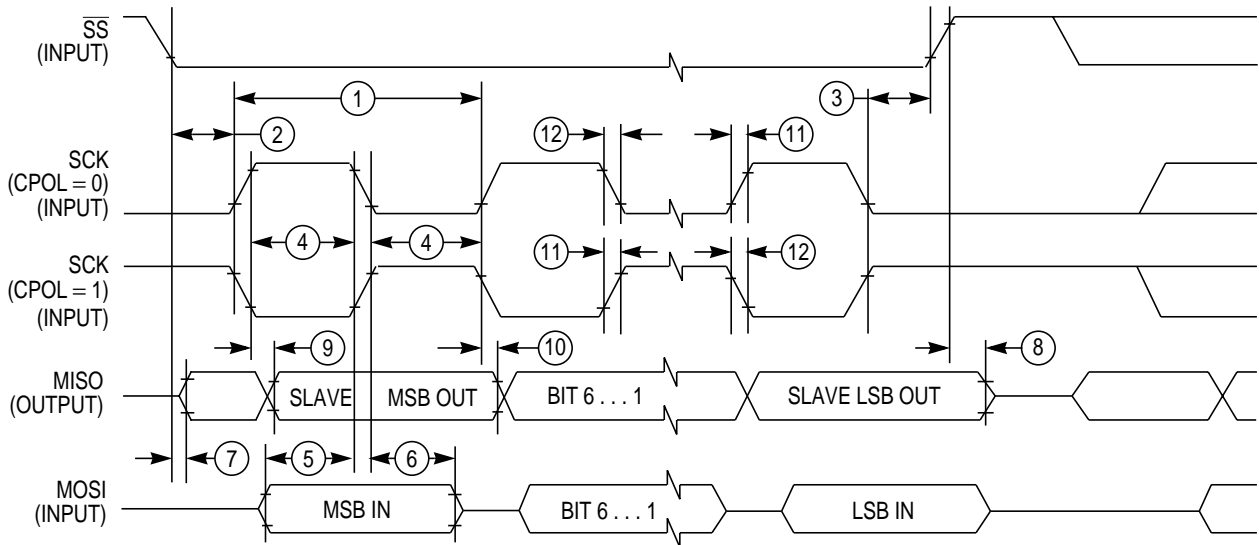 SS
(INPUT)
1
3
2
12
11
SCK
(CPOL = 0)
(INPUT)
4
4
11
12
SCK
(CPOL = 1)
(INPUT)
9
10
8
MISO
(OUTPUT)
SLAVE MSB OUT
BIT 6 . . . 1
SLAVE LSB OUT
7
5
6
MOSI
(INPUT)
MSB IN
BIT 6 . . . 1
LSB IN